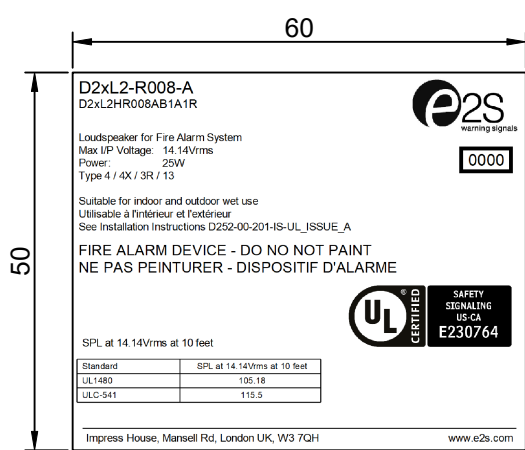 60
50
D2xL2-R008-A
D2xL2HR008AB1A1R
e2S
warning signals
0000
Loudspeaker for Fire Alarm System
Max I/P Voltage: 14.14Vrms
Power: 25W
Type 4 / 4X / 3R / 13
Suitable for indoor and outdoor wet use
Utilisable à l'intérieur et l'extérieur
See Installation Instructions D252-00-201-IS-UL_ISSUE_A
FIRE ALARM DEVICE - DO NO NOT PAINT
NE PAS PEINTURER - DISPOSITIF D'ALARME
UL ®
CERTIFIED
SAFETY
SIGNALING
US-CA
E230764
SPL at 14.14Vrms at 10 feet
Standard SPL at 14.14Vrms at 10 feet
UL1480 105.18
ULC-541 115.5
Impress House, Mansell Rd, London UK, W3 7QH www.e2s.com